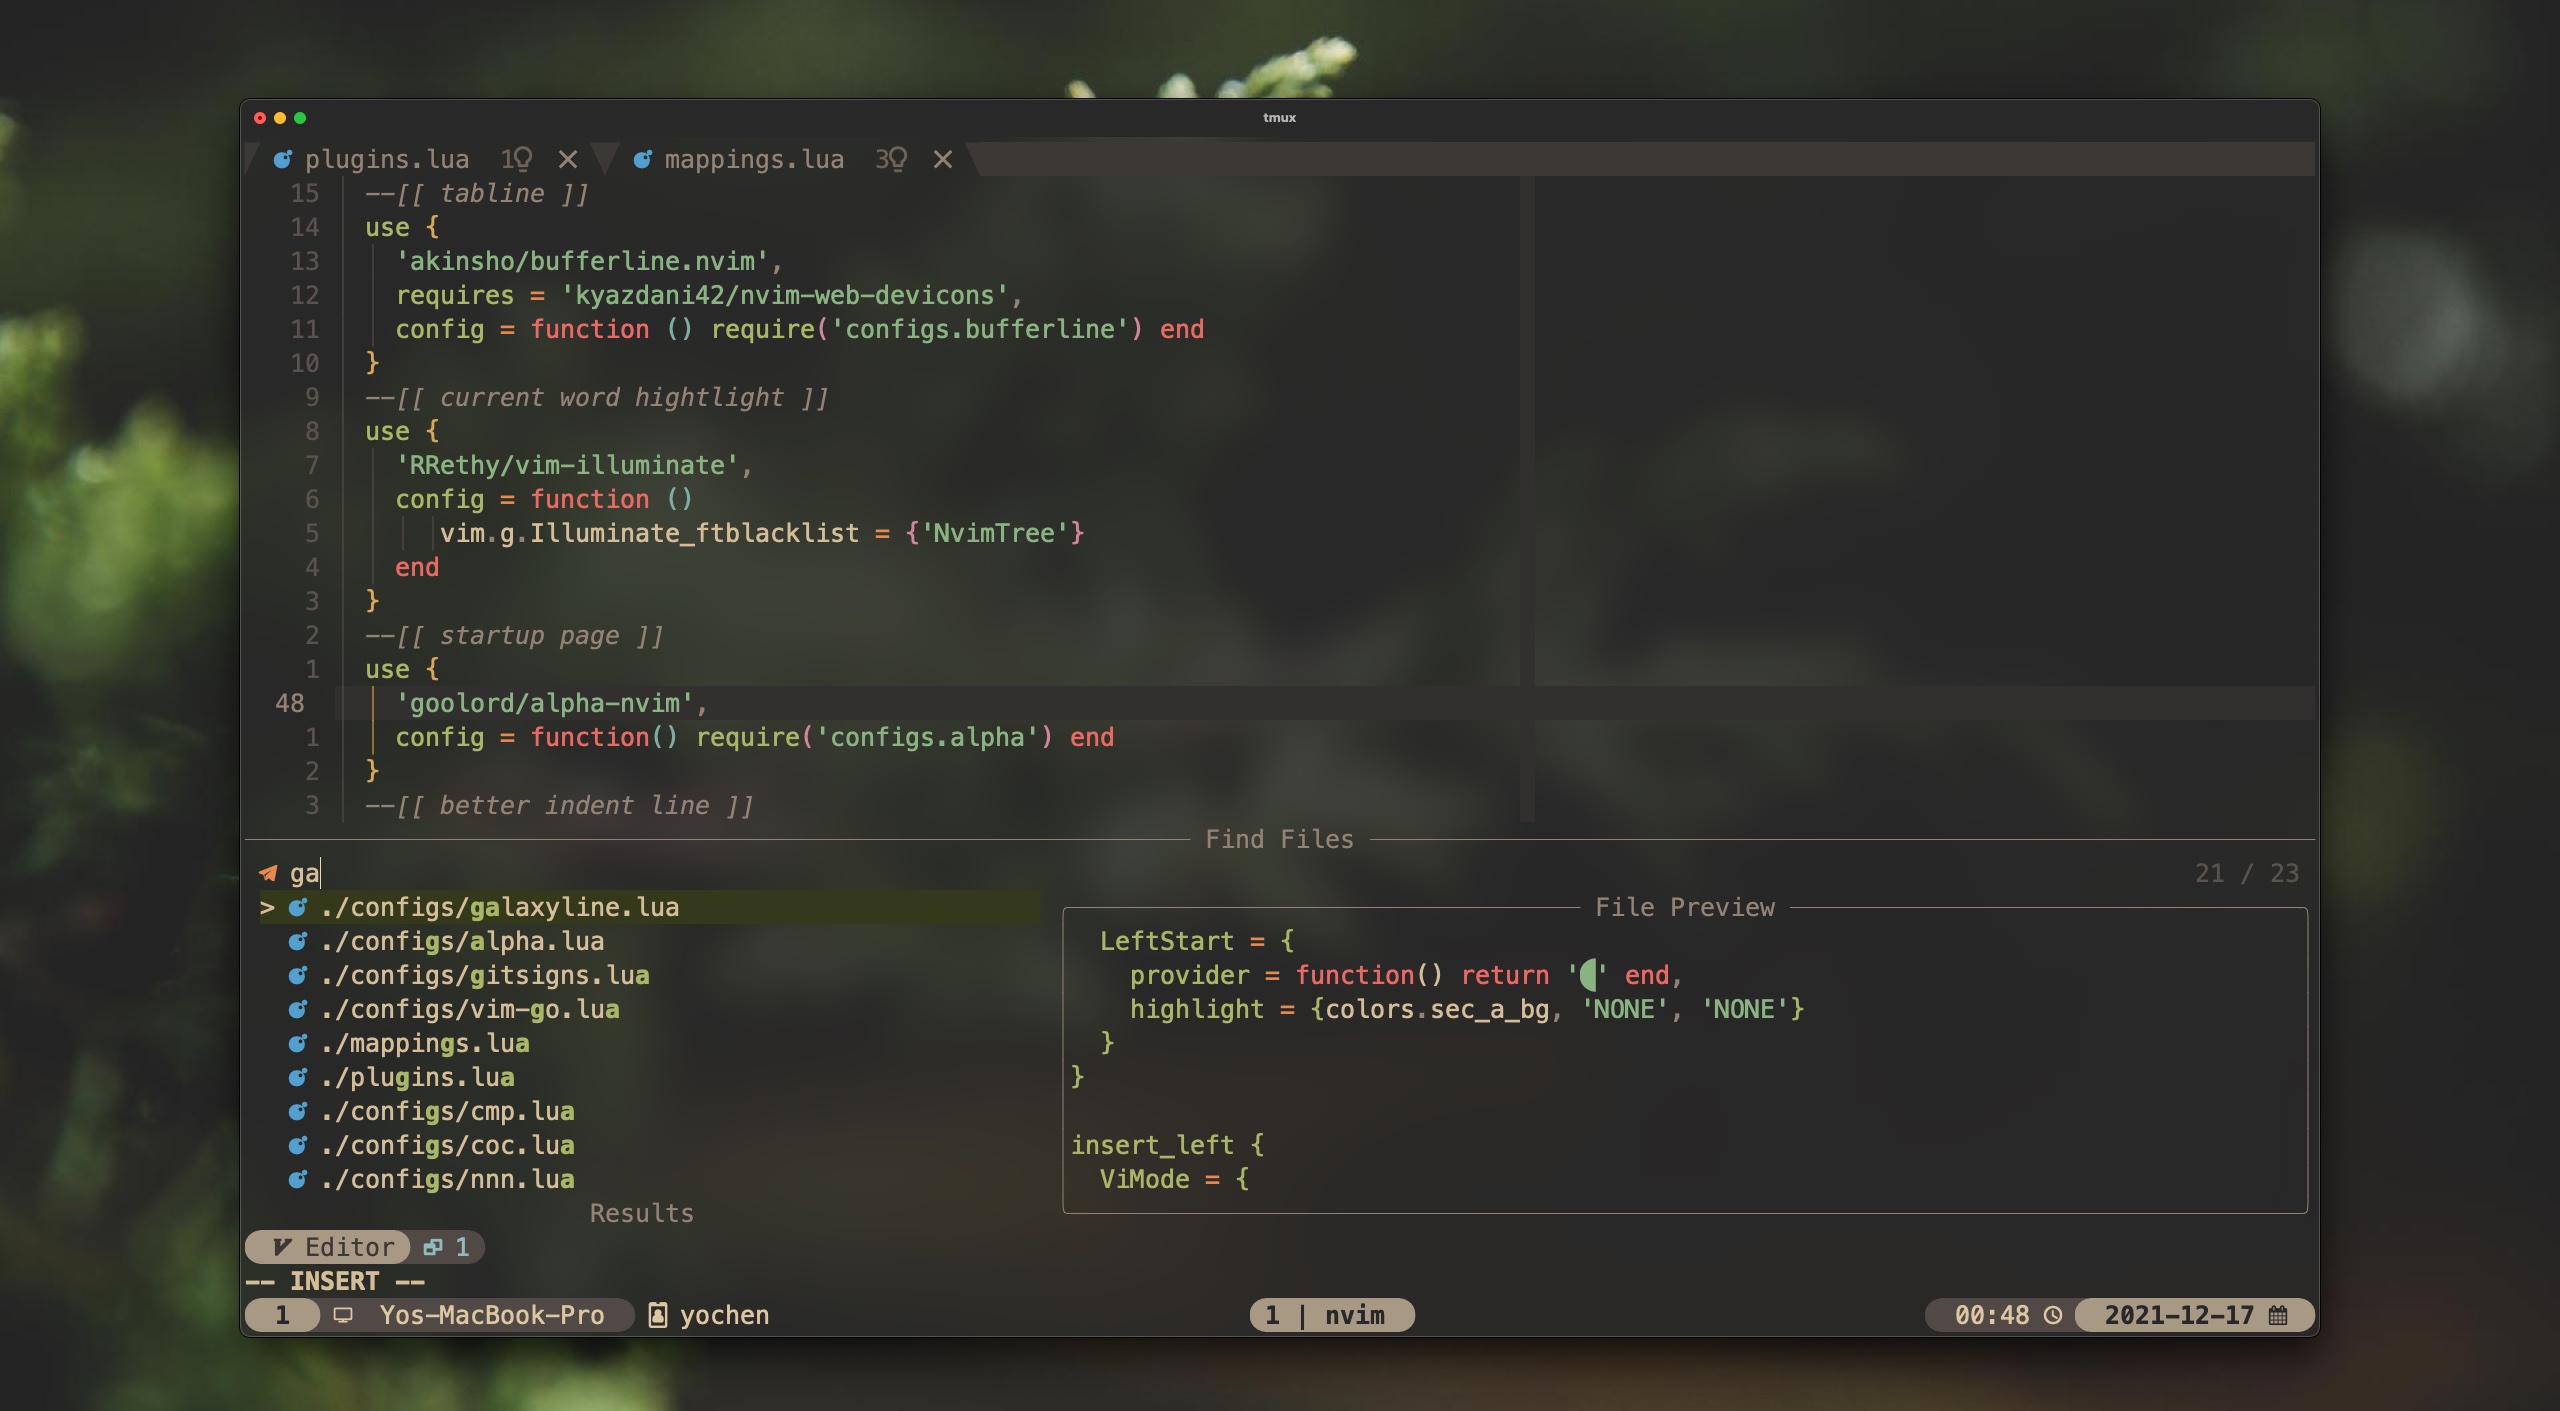 tmux
plugins.lua 1 mappings.lua 3
15 --[[ tabline ]]
14 use {
13 'akinsho/bufferline.nvim',
12 requires = 'kyazdani42/nvim-web-devicons',
11 config = function () require('configs.bufferline') end
10 }
9 --[[ current word hightlight ]]
8 use {
7 'RRethy/vim-illuminate',
6 config = function ()
5 vim.g.Illuminate_ftblacklist = {'NvimTree'}
4 end
3 }
2 --[[ startup page ]]
1 use {
48 'goolord/alpha-nvim',
1 config = function() require('configs.alpha') end
2 }
3 --[[ better indent line ]]
Find Files
ga 21 / 23
> ./configs/galaxyline.lua
./configs/alpha.lua
./configs/gitsigns.lua
./configs/vim-go.lua
./mappings.lua
./plugins.lua
./configs/cmp.lua
./configs/coc.lua
./configs/nnn.lua
Results
File Preview
LeftStart = {
provider = function() return '' end,
highlight = {colors.sec_a_bg, 'NONE', 'NONE'}
}
}
insert_left {
ViMode = {
Editor 1
-- INSERT --
1 Yos-MacBook-Pro yochen 1 | nvim 00:48 2021-12-17